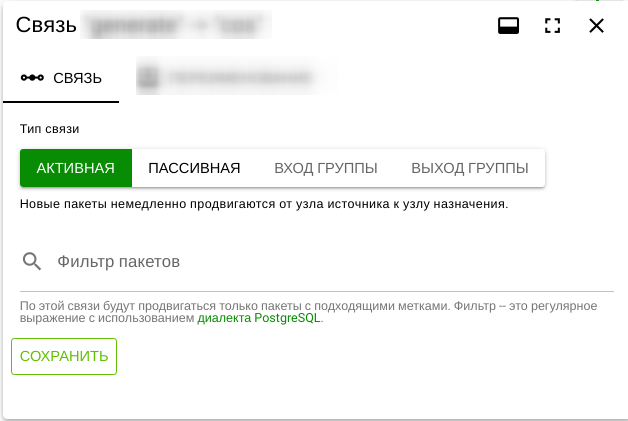 Связь
СВЯЗЬ
Тип связи
АКТИВНАЯ ПАССИВНАЯ ВХОД ГРУППЫ ВЫХОД ГРУППЫ
Новые пакеты немедленно продвигаются от узла источника к узлу назначения.
Фильтр пакетов
По этой связи будут продвигаться только пакеты с подходящими метками. Фильтр – это регулярное
выражение с использованием диалекта PostgreSQL.
СОХРАНИТЬ